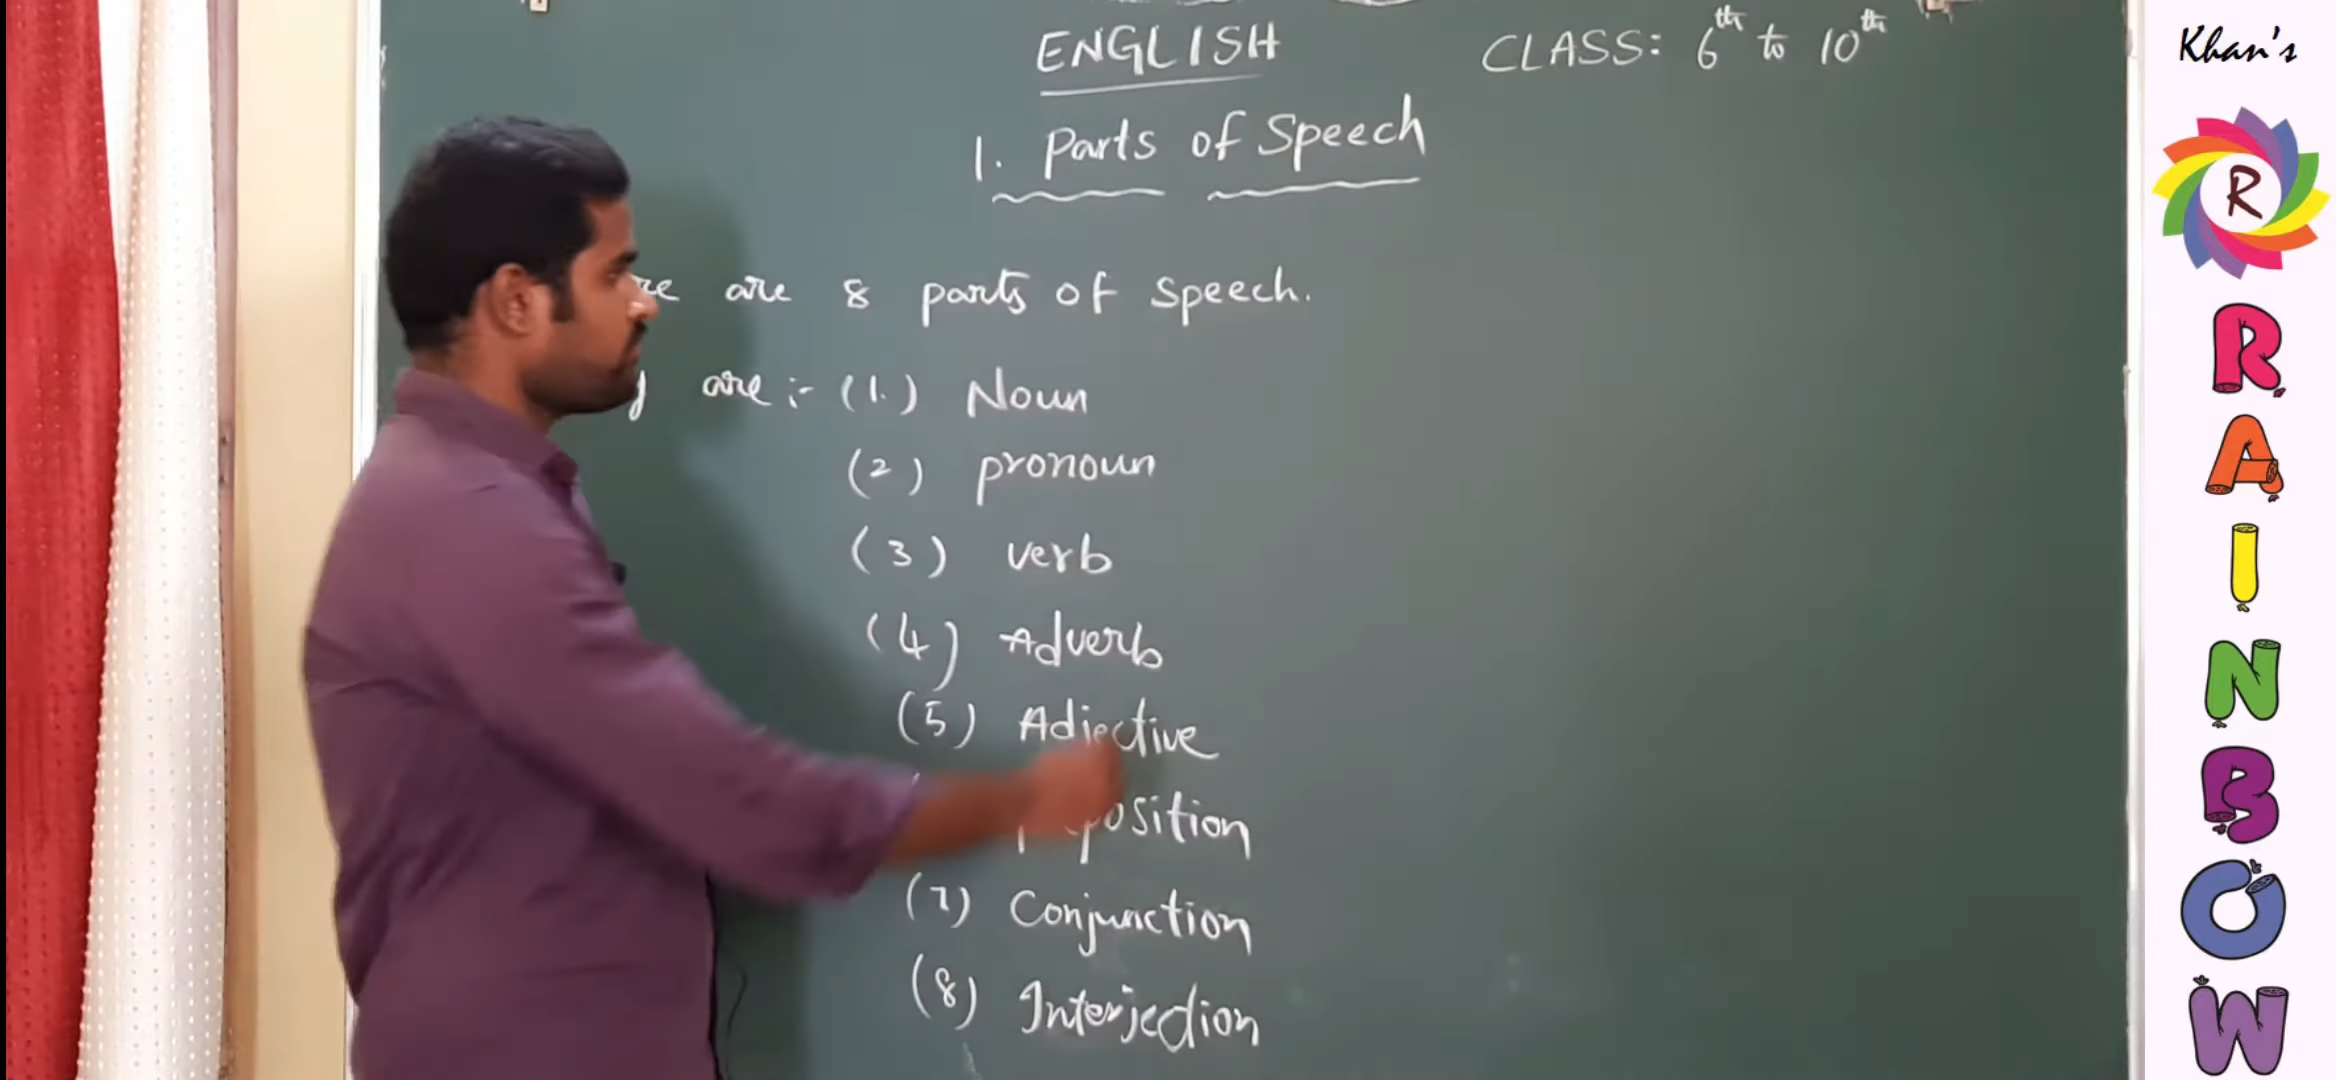 ENGLISH
CLASS: 6th to 10th
1. Parts of Speech
are 8 parts of speech.
are :- (1.) Noun
(2) pronoun
(3) verb
(4) Adverb
(5) Adjective
(7) Conjunction
(8) Interjection
Khan's
R
RAINBOW